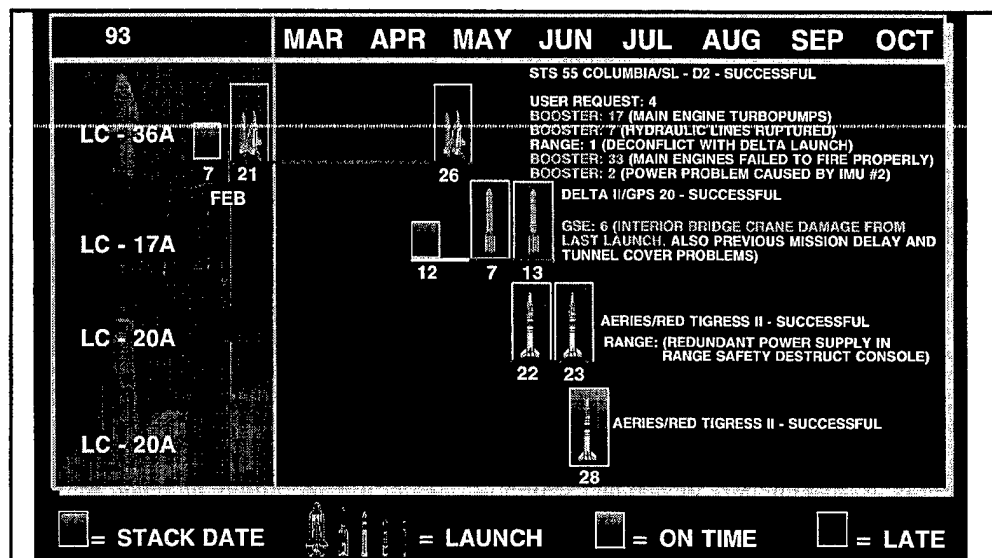 93 MAR APR MAY JUN JUL AUG SEP OCT
STS 55 COLUMBIA/SL - D2 - SUCCESSFUL
USER REQUEST: 4
BOOSTER: 17 (MAIN ENGINE TURBOPUMPS)
BOOSTER: 7 (HYDRAULIC LINES RUPTURED)
LC - 36A
RANGE: 1 (DECONFLICT WITH DELTA LAUNCH)
BOOSTER: 33 (MAIN ENGINES FAILED TO FIRE PROPERLY)
BOOSTER: 2 (POWER PROBLEM CAUSED BY IMU #2)
7 21 26
FEB
DELTA II/GPS 20 - SUCCESSFUL
LC - 17A
GSE: 6 (INTERIOR BRIDGE CRANE DAMAGE FROM
LAST LAUNCH. ALSO PREVIOUS MISSION DELAY AND
TUNNEL COVER PROBLEMS)
12 7 13
LC - 20A
AERIES/RED TIGRESS II - SUCCESSFUL
RANGE: (REDUNDANT POWER SUPPLY IN
RANGE SAFETY DESTRUCT CONSOLE)
22 23
LC - 20A
AERIES/RED TIGRESS II - SUCCESSFUL
28
= STACK DATE = LAUNCH = ON TIME = LATE